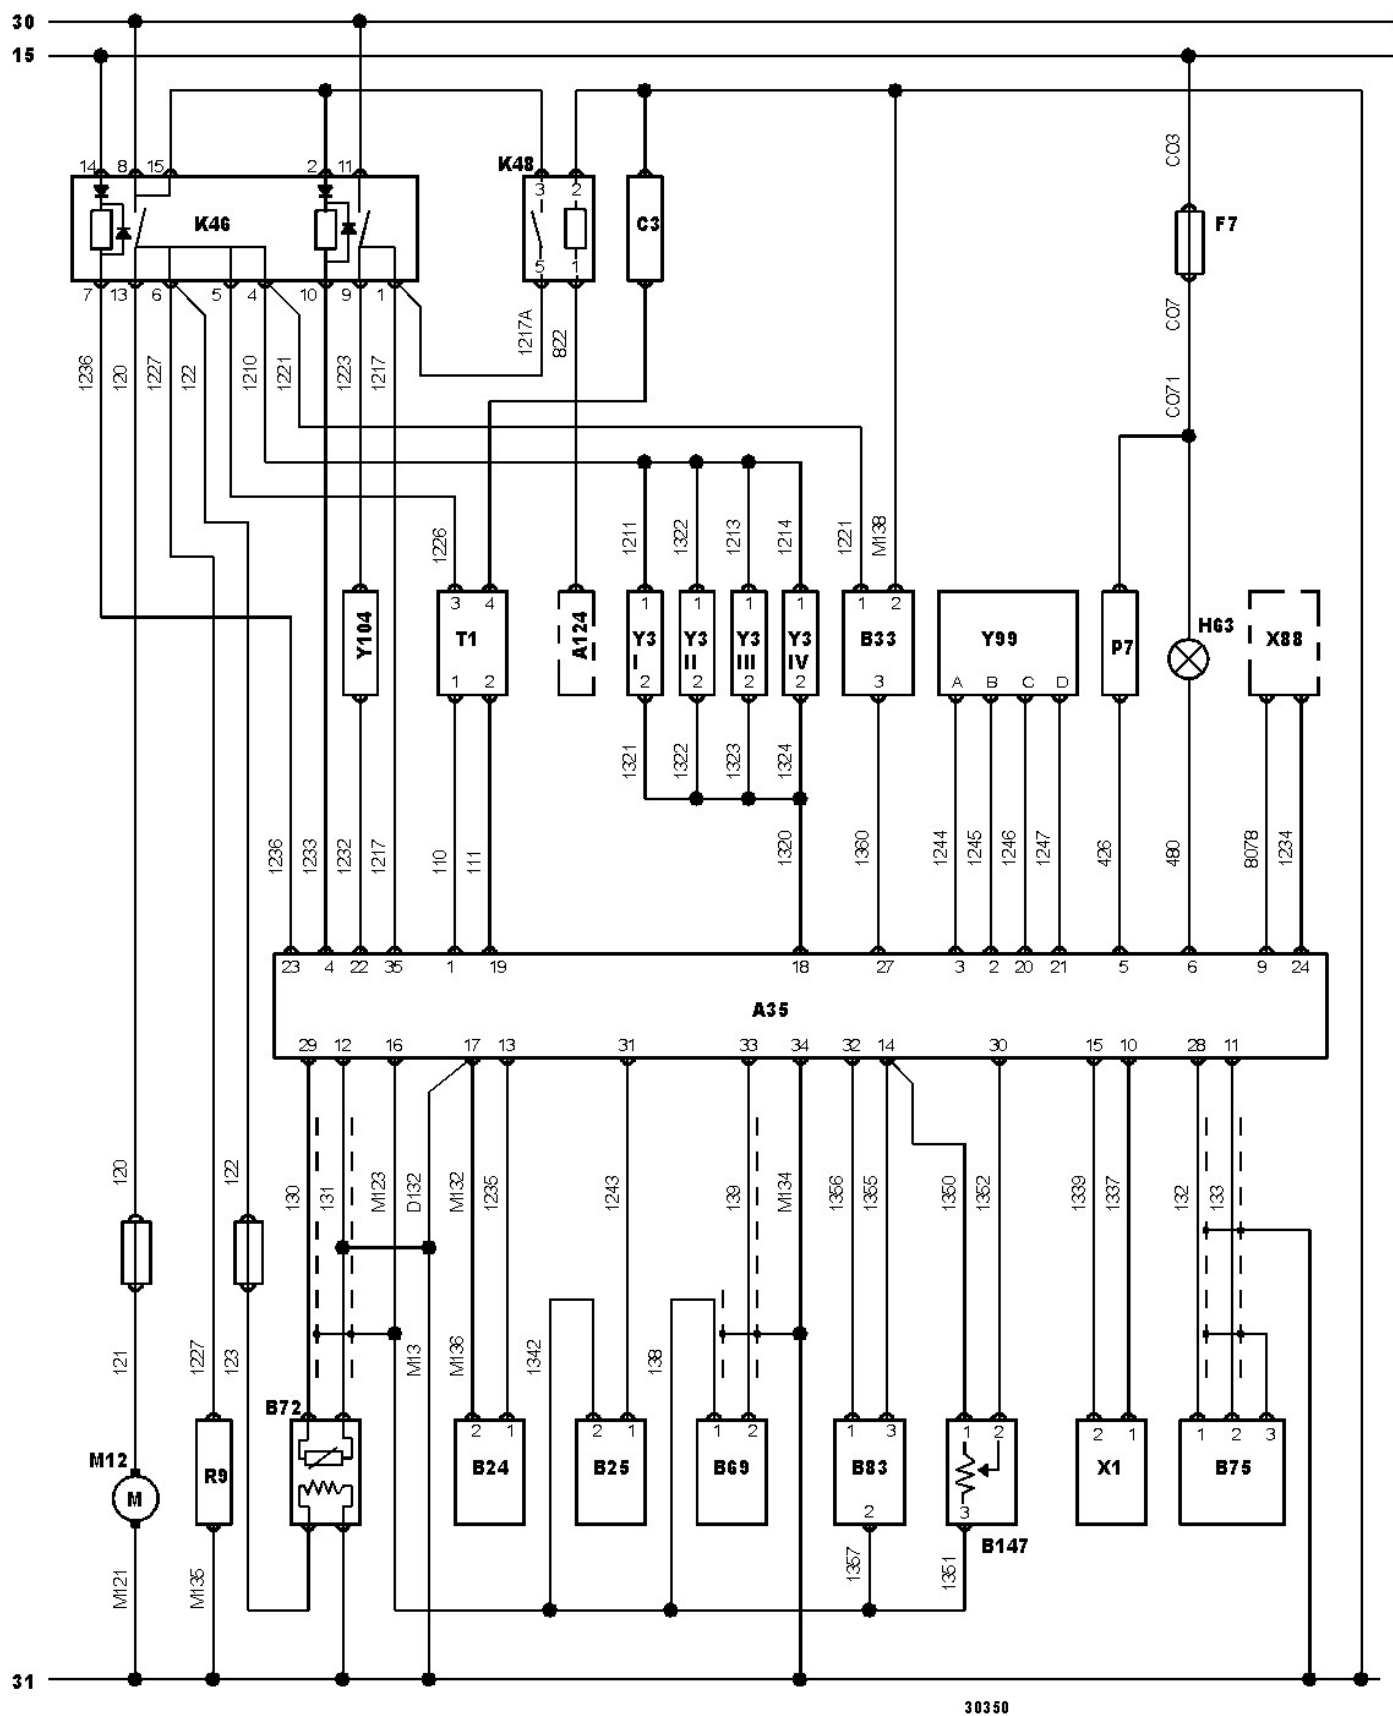 30
15
14 8 15 2 11
K46
K48
3 2
5 1
C3
CO3
F7
CO7
CO71
7 13 6 5 4 10 9 1
1236 120 1227 122 1210 1221 1223 1217
1217A 822
1226 1211 1322 1213 1214 1221 M138
Y104
3 4
T1
1 2
A124
1
Y3
I
2
1
Y3
II
2
1
Y3
III
2
1
Y3
IV
2
1 2
B33
3
Y99
A B C D
P7
H63
X88
1321 1322 1323 1324
1236 1233 1232 1217 110 111 1320 1360 1244 1245 1246 1247 426 480 8078 1234
23 4 22 35 1 19 18 27 3 2 20 21 5 6 9 24
A35
29 12 16 17 13 31 33 34 32 14 30 15 10 28 11
120 122 130 131 M123 D132 M132 1235 1243 139 M134 1356 1355 1350 1352 1339 1337 132 133
121 1227 123 M13 M136 1342 138
B72
M12
M
R9
2 1
B24
2 1
B25
1 2
B69
1 3
B83
2
1 2
3
B147
2 1
X1
1 2 3
B75
M121 M135 1357 1351
31
30350